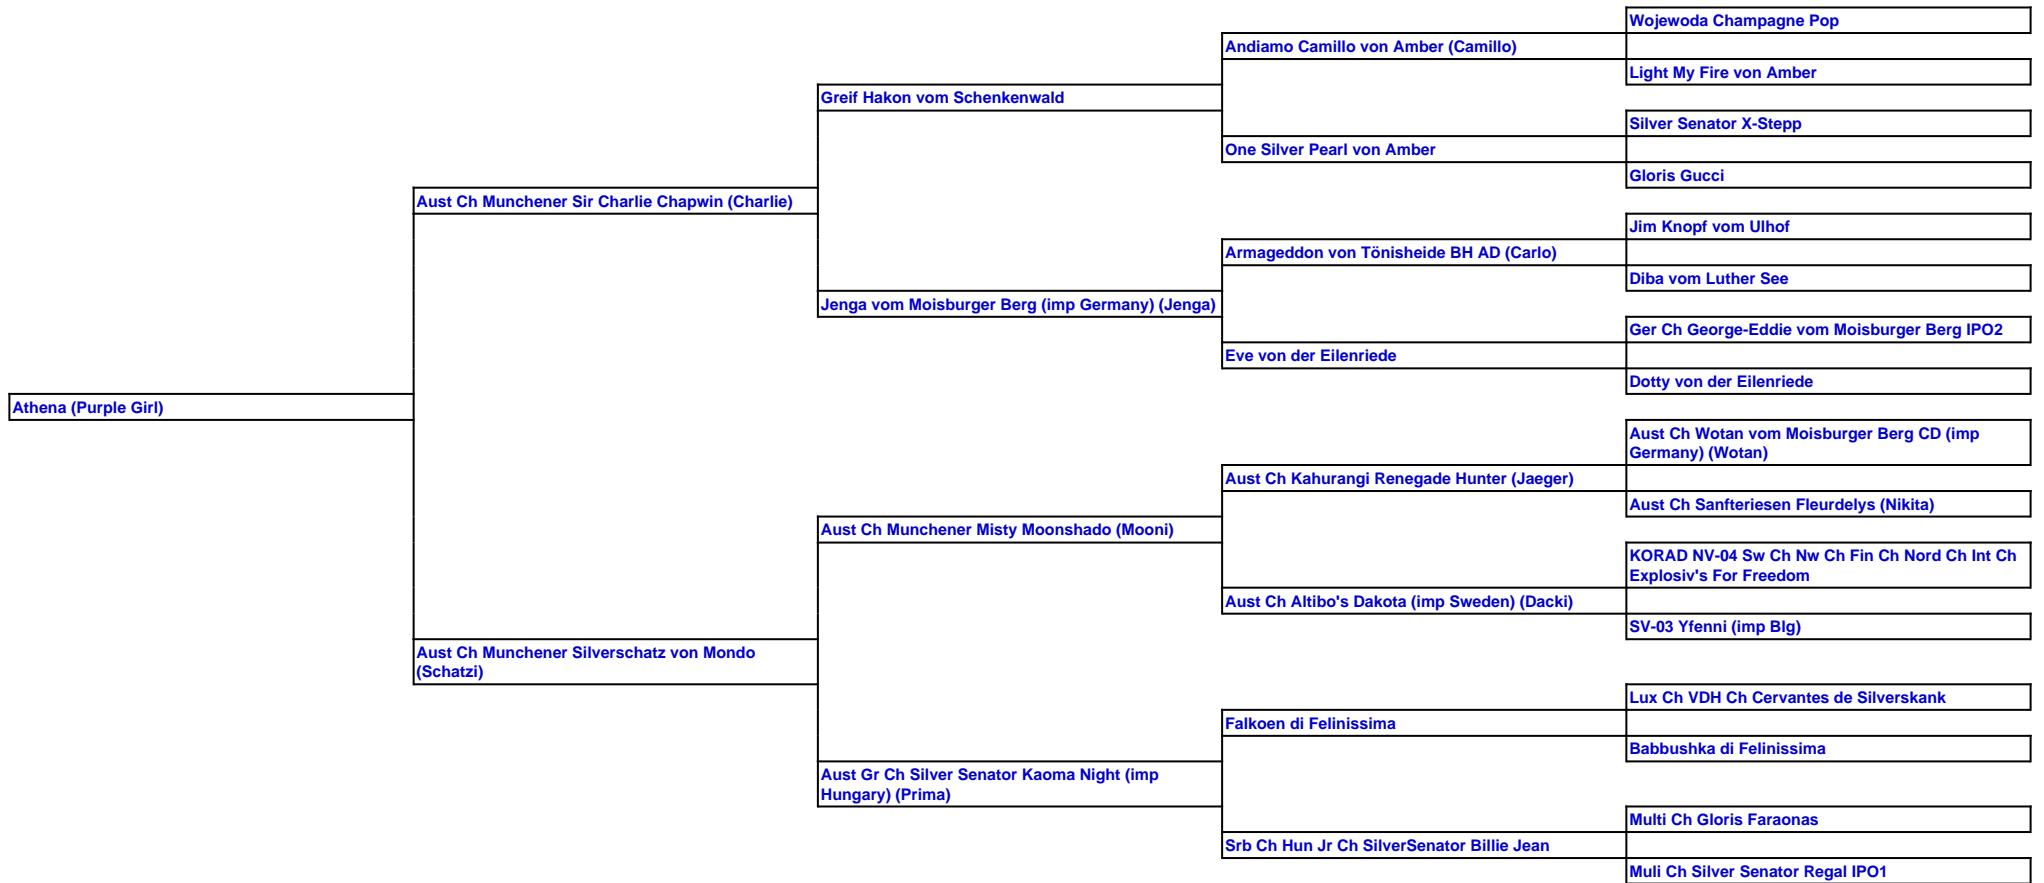 Wojewoda Champagne Pop
Andiamo Camillo von Amber (Camillo)
Light My Fire von Amber
Greif Hakon vom Schenkenwald
Silver Senator X-Stepp
One Silver Pearl von Amber
Gloris Gucci
Aust Ch Munchener Sir Charlie Chapwin (Charlie)
Jim Knopf vom Ulhof
Armageddon von Tönisheide BH AD (Carlo)
Diba vom Luther See
Jenga vom Moisburger Berg (imp Germany) (Jenga)
Ger Ch George-Eddie vom Moisburger Berg IPO2
Eve von der Eilenriede
Dotty von der Eilenriede
Athena (Purple Girl)
Aust Ch Wotan vom Moisburger Berg CD (imp
Germany) (Wotan)
Aust Ch Kahurangi Renegade Hunter (Jaeger)
Aust Ch Sanfteriesen Fleurdelys (Nikita)
Aust Ch Munchener Misty Moonshado (Mooni)
KORAD NV-04 Sw Ch Nw Ch Fin Ch Nord Ch Int Ch
Explosiv's For Freedom
Aust Ch Altibo's Dakota (imp Sweden) (Dacki)
SV-03 Yfenni (imp Blg)
Aust Ch Munchener Silverschatz von Mondo
(Schatzi)
Lux Ch VDH Ch Cervantes de Silverskank
Falkoen di Felinissima
Babbushka di Felinissima
Aust Gr Ch Silver Senator Kaoma Night (imp
Hungary) (Prima)
Multi Ch Gloris Faraonas
Srb Ch Hun Jr Ch SilverSenator Billie Jean
Muli Ch Silver Senator Regal IPO1